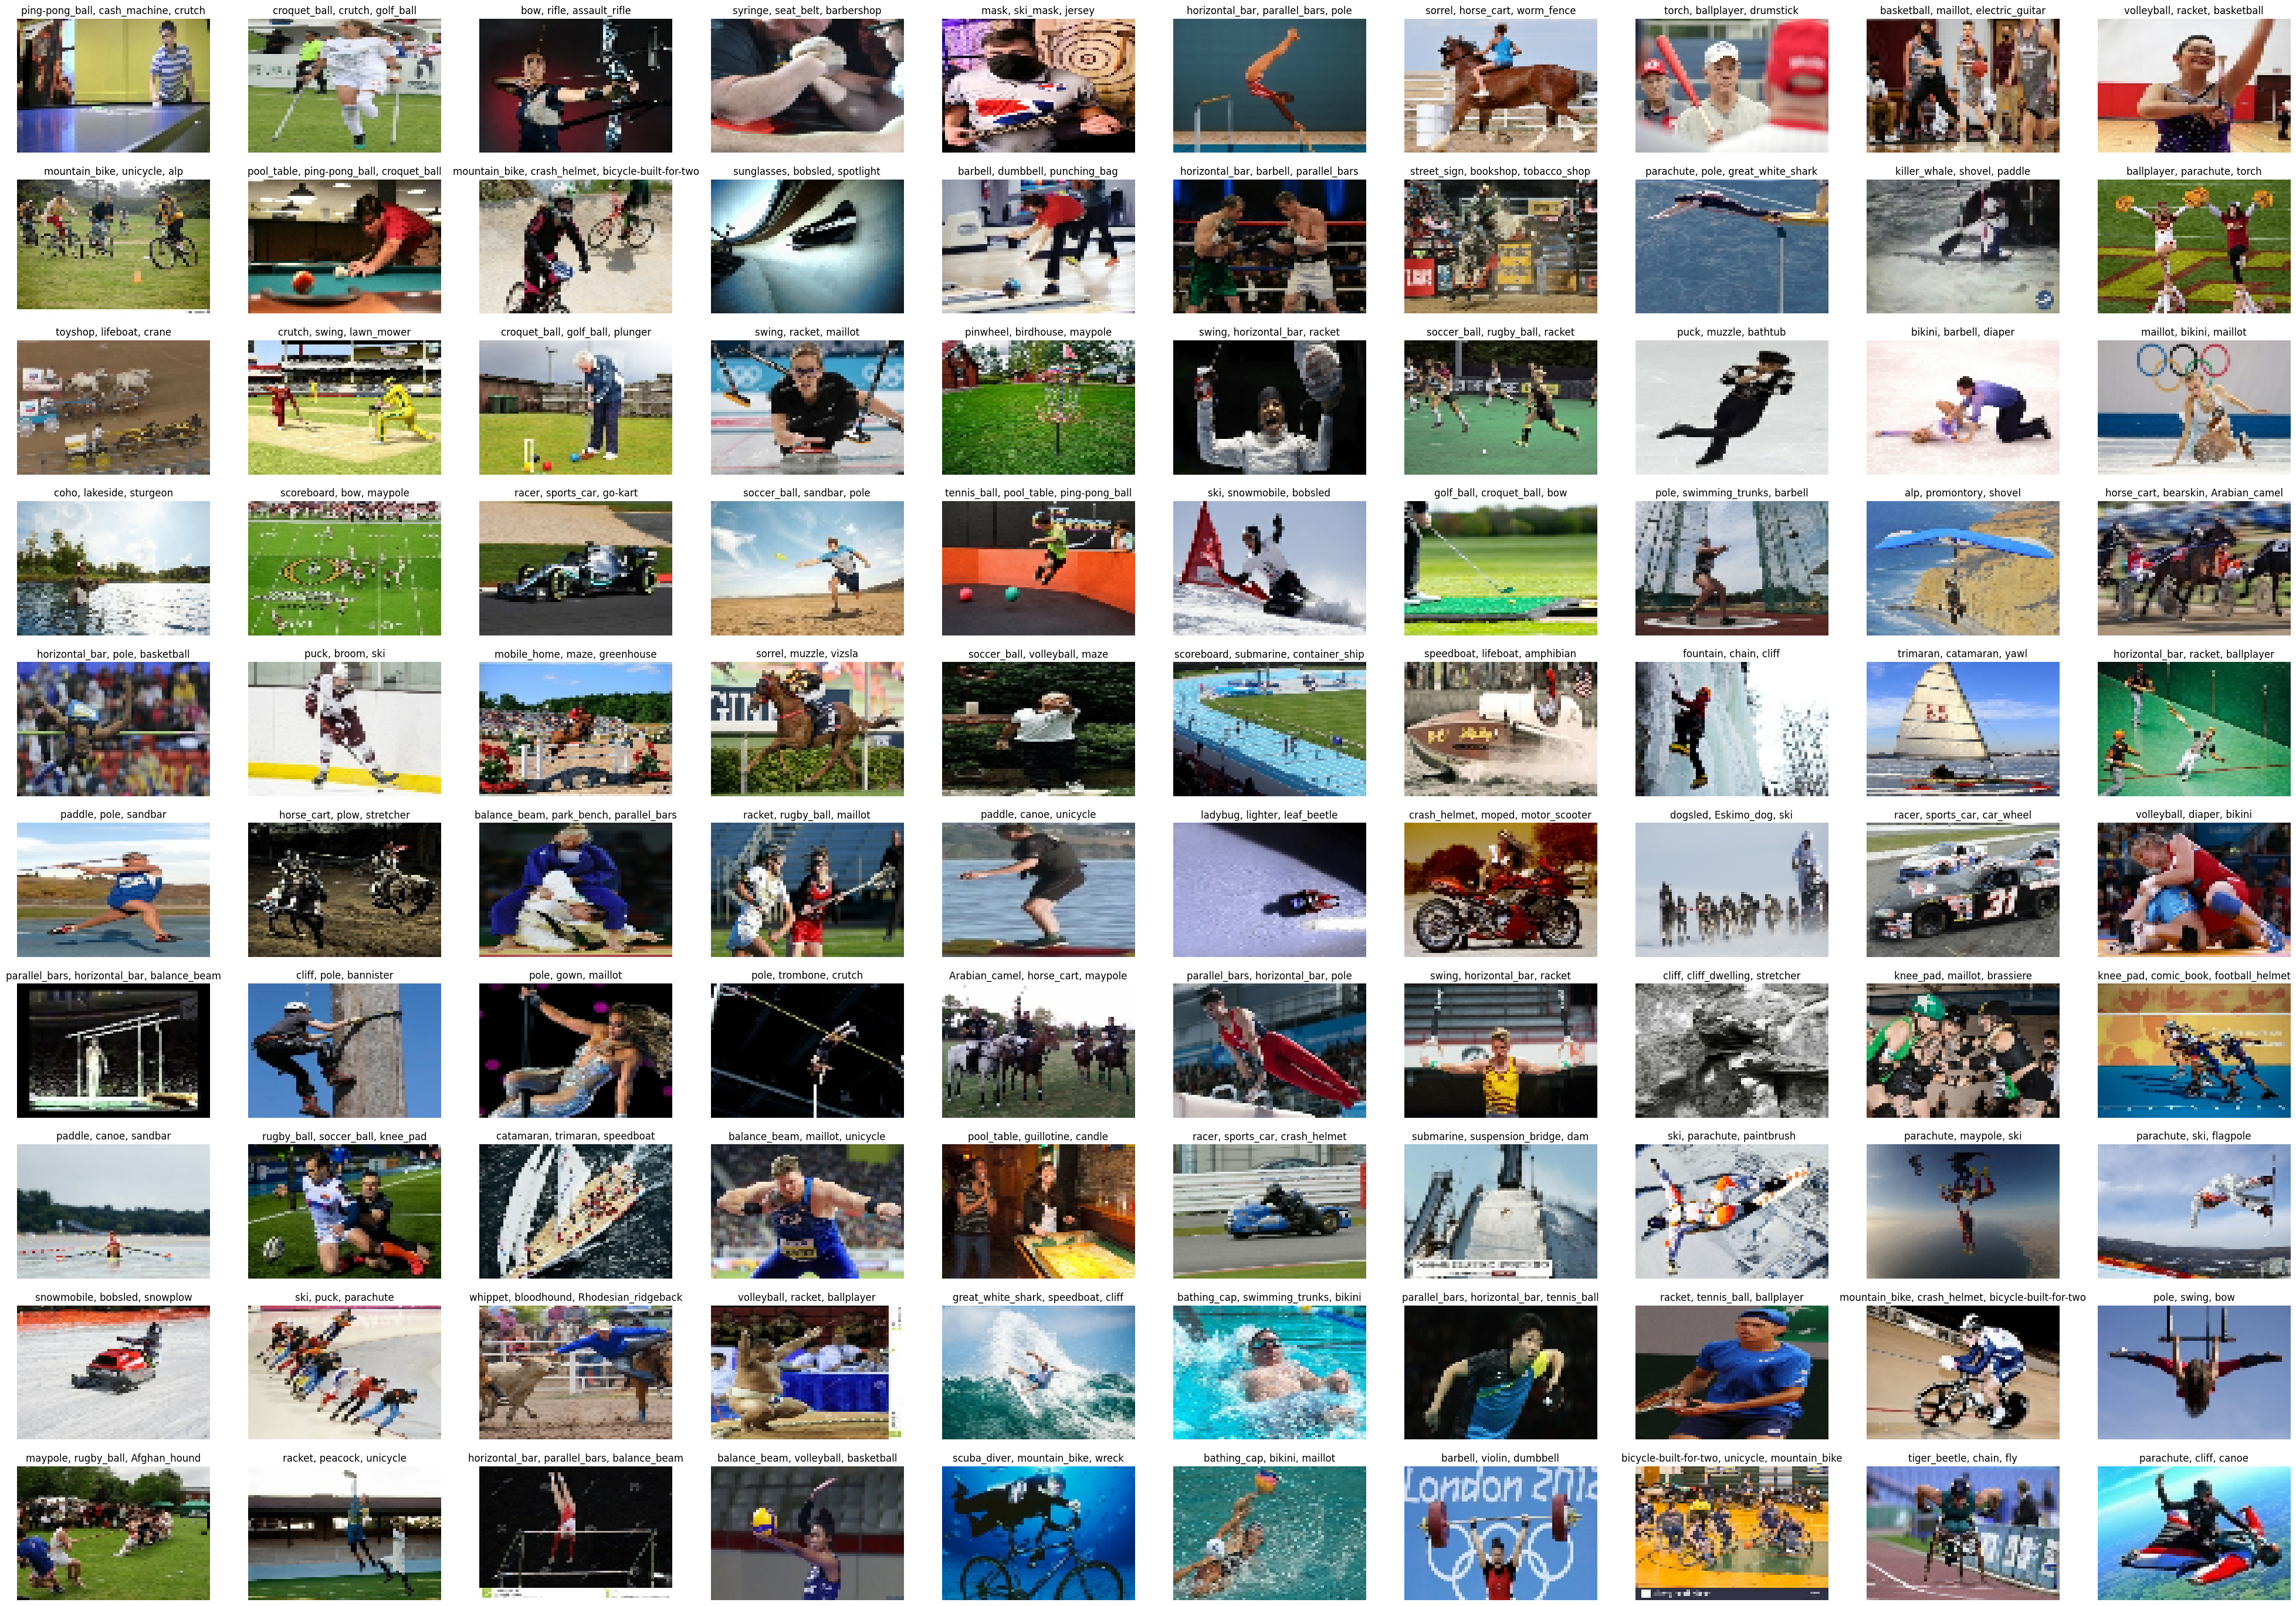 ping-pong_ball, cash_machine, crutch
croquet_ball, crutch, golf_ball
bow, rifle, assault_rifle
syringe, seat_belt, barbershop
mask, ski_mask, jersey
horizontal_bar, parallel_bars, pole
sorrel, horse_cart, worm_fence
torch, ballplayer, drumstick
basketball, maillot, electric_guitar
volleyball, racket, basketball
mountain_bike, unicycle, alp
pool_table, ping-pong_ball, croquet_ball
mountain_bike, crash_helmet, bicycle-built-for-two
sunglasses, bobsled, spotlight
barbell, dumbbell, punching_bag
horizontal_bar, barbell, parallel_bars
street_sign, bookshop, tobacco_shop
parachute, pole, great_white_shark
killer_whale, shovel, paddle
ballplayer, parachute, torch
toyshop, lifeboat, crane
crutch, swing, lawn_mower
croquet_ball, golf_ball, plunger
swing, racket, maillot
pinwheel, birdhouse, maypole
swing, horizontal_bar, racket
soccer_ball, rugby_ball, racket
puck, muzzle, bathtub
bikini, barbell, diaper
maillot, bikini, maillot
coho, lakeside, sturgeon
scoreboard, bow, maypole
racer, sports_car, go-kart
soccer_ball, sandbar, pole
tennis_ball, pool_table, ping-pong_ball
ski, snowmobile, bobsled
golf_ball, croquet_ball, bow
pole, swimming_trunks, barbell
alp, promontory, shovel
horse_cart, bearskin, Arabian_camel
horizontal_bar, pole, basketball
puck, broom, ski
mobile_home, maze, greenhouse
sorrel, muzzle, vizsla
soccer_ball, volleyball, maze
scoreboard, submarine, container_ship
speedboat, lifeboat, amphibian
fountain, chain, cliff
trimaran, catamaran, yawl
horizontal_bar, racket, ballplayer
paddle, pole, sandbar
horse_cart, plow, stretcher
balance_beam, park_bench, parallel_bars
racket, rugby_ball, maillot
paddle, canoe, unicycle
ladybug, lighter, leaf_beetle
crash_helmet, moped, motor_scooter
dogsled, Eskimo_dog, ski
racer, sports_car, car_wheel
volleyball, diaper, bikini
31
parallel_bars, horizontal_bar, balance_beam
cliff, pole, bannister
pole, gown, maillot
pole, trombone, crutch
Arabian_camel, horse_cart, maypole
parallel_bars, horizontal_bar, pole
swing, horizontal_bar, racket
cliff, cliff_dwelling, stretcher
knee_pad, maillot, brassiere
knee_pad, comic_book, football_helmet
paddle, canoe, sandbar
rugby_ball, soccer_ball, knee_pad
catamaran, trimaran, speedboat
balance_beam, maillot, unicycle
pool_table, guillotine, candle
racer, sports_car, crash_helmet
submarine, suspension_bridge, dam
ski, parachute, paintbrush
parachute, maypole, ski
parachute, ski, flagpole
snowmobile, bobsled, snowplow
ski, puck, parachute
whippet, bloodhound, Rhodesian_ridgeback
volleyball, racket, ballplayer
great_white_shark, speedboat, cliff
bathing_cap, swimming_trunks, bikini
parallel_bars, horizontal_bar, tennis_ball
racket, tennis_ball, ballplayer
mountain_bike, crash_helmet, bicycle-built-for-two
pole, swing, bow
maypole, rugby_ball, Afghan_hound
racket, peacock, unicycle
horizontal_bar, parallel_bars, balance_beam
balance_beam, volleyball, basketball
scuba_diver, mountain_bike, wreck
bathing_cap, bikini, maillot
barbell, violin, dumbbell
bicycle-built-for-two, unicycle, mountain_bike
tiger_beetle, chain, fly
parachute, cliff, canoe
London 2012